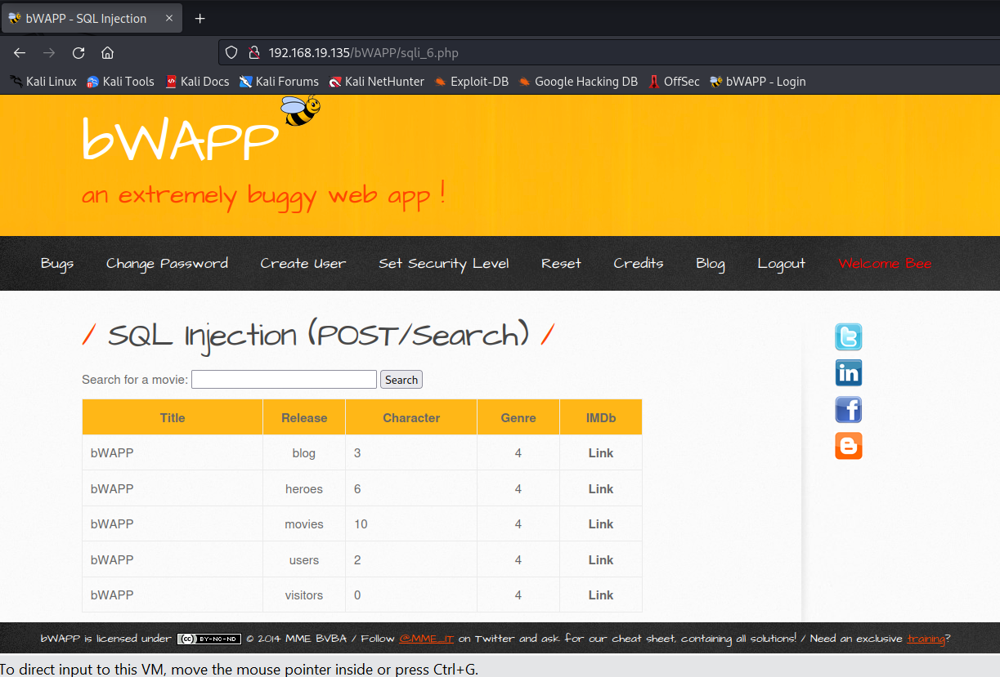 bWAPP - SQL Injection
192.168.19.135/bWAPP/sqli_6.php
Kali Linux Kali Tools Kali Docs Kali Forums Kali NetHunter Exploit-DB Google Hacking DB OffSec bWAPP - Login
bWAPP
an extremely buggy web app !
Bugs Change Password Create User Set Security Level Reset Credits Blog Logout Welcome Bee
/ SQL Injection (POST/Search) /
Search for a movie: Search
Title Release Character Genre IMDb
bWAPP blog 3 4 Link
bWAPP heroes 6 4 Link
bWAPP movies 10 4 Link
bWAPP users 2 4 Link
bWAPP visitors 0 4 Link
bWAPP is licensed under (cc) BY-NC-ND © 2014 MME BVBA / Follow @MME_IT on Twitter and ask for our cheat sheet, containing all solutions! / Need an exclusive training?
To direct input to this VM, move the mouse pointer inside or press Ctrl+G.